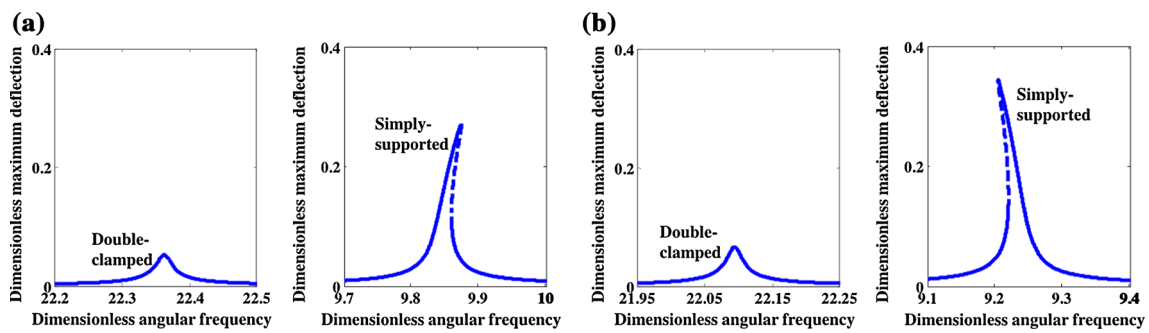 (a)
Dimensionless maximum deflection
0.4
0.2
0
Double-
clamped
22.2 22.3 22.4 22.5
Dimensionless angular frequency
Dimensionless maximum deflection
0.4
0.2
0
Simply-
supported
9.7 9.8 9.9 10
Dimensionless angular frequency
(b)
Dimensionless maximum deflection
0.4
0.2
0
Double-
clamped
21.95 22.05 22.15 22.25
Dimensionless angular frequency
Dimensionless maximum deflection
0.4
0.2
0
Simply-
supported
9.1 9.2 9.3 9.4
Dimensionless angular frequency